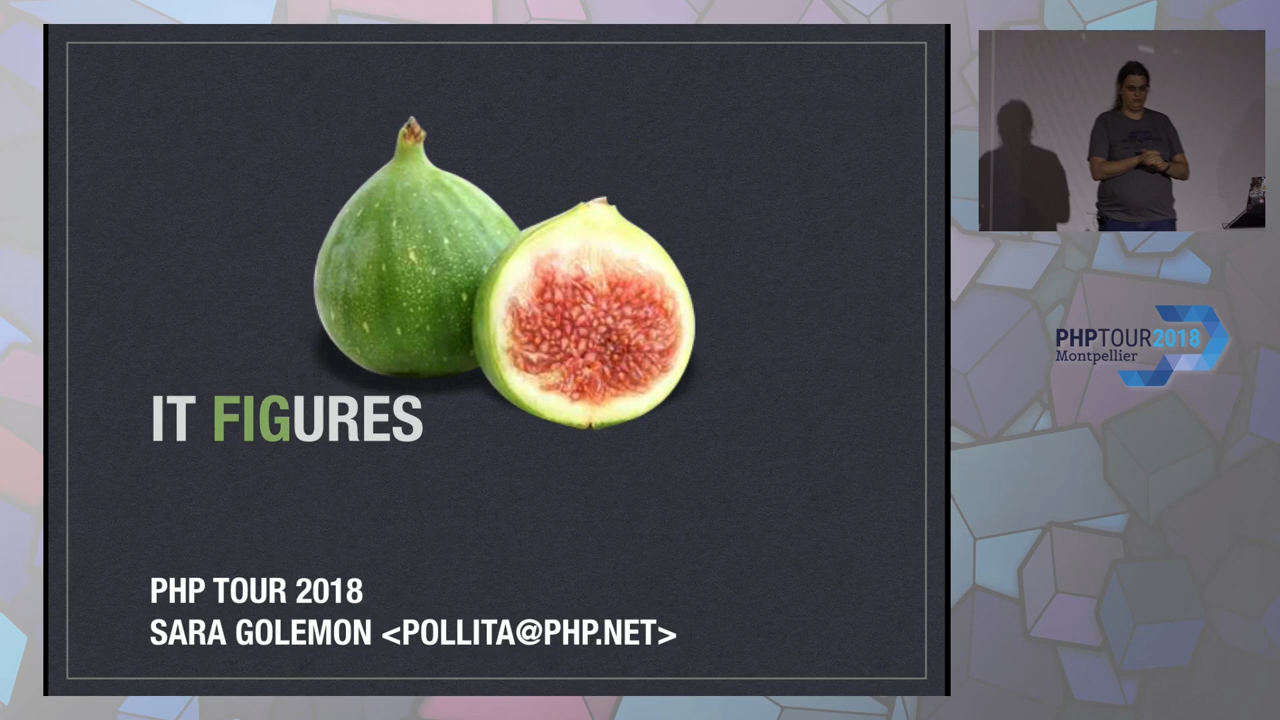 IT FIGURES
PHP TOUR 2018
SARA GOLEMON <POLLITA@PHP.NET>
PHPTOUR2018
Montpellier